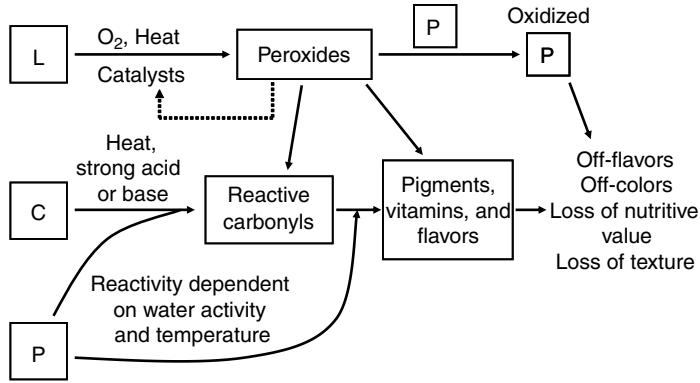 L
O₂, Heat
Catalysts
Peroxides
P
Oxidized
P
Heat,
strong acid
or base
C
Reactive
carbonyls
Pigments,
vitamins, and
flavors
Off-flavors
Off-colors
Loss of nutritive
value
Loss of texture
Reactivity dependent
on water activity
and temperature
P